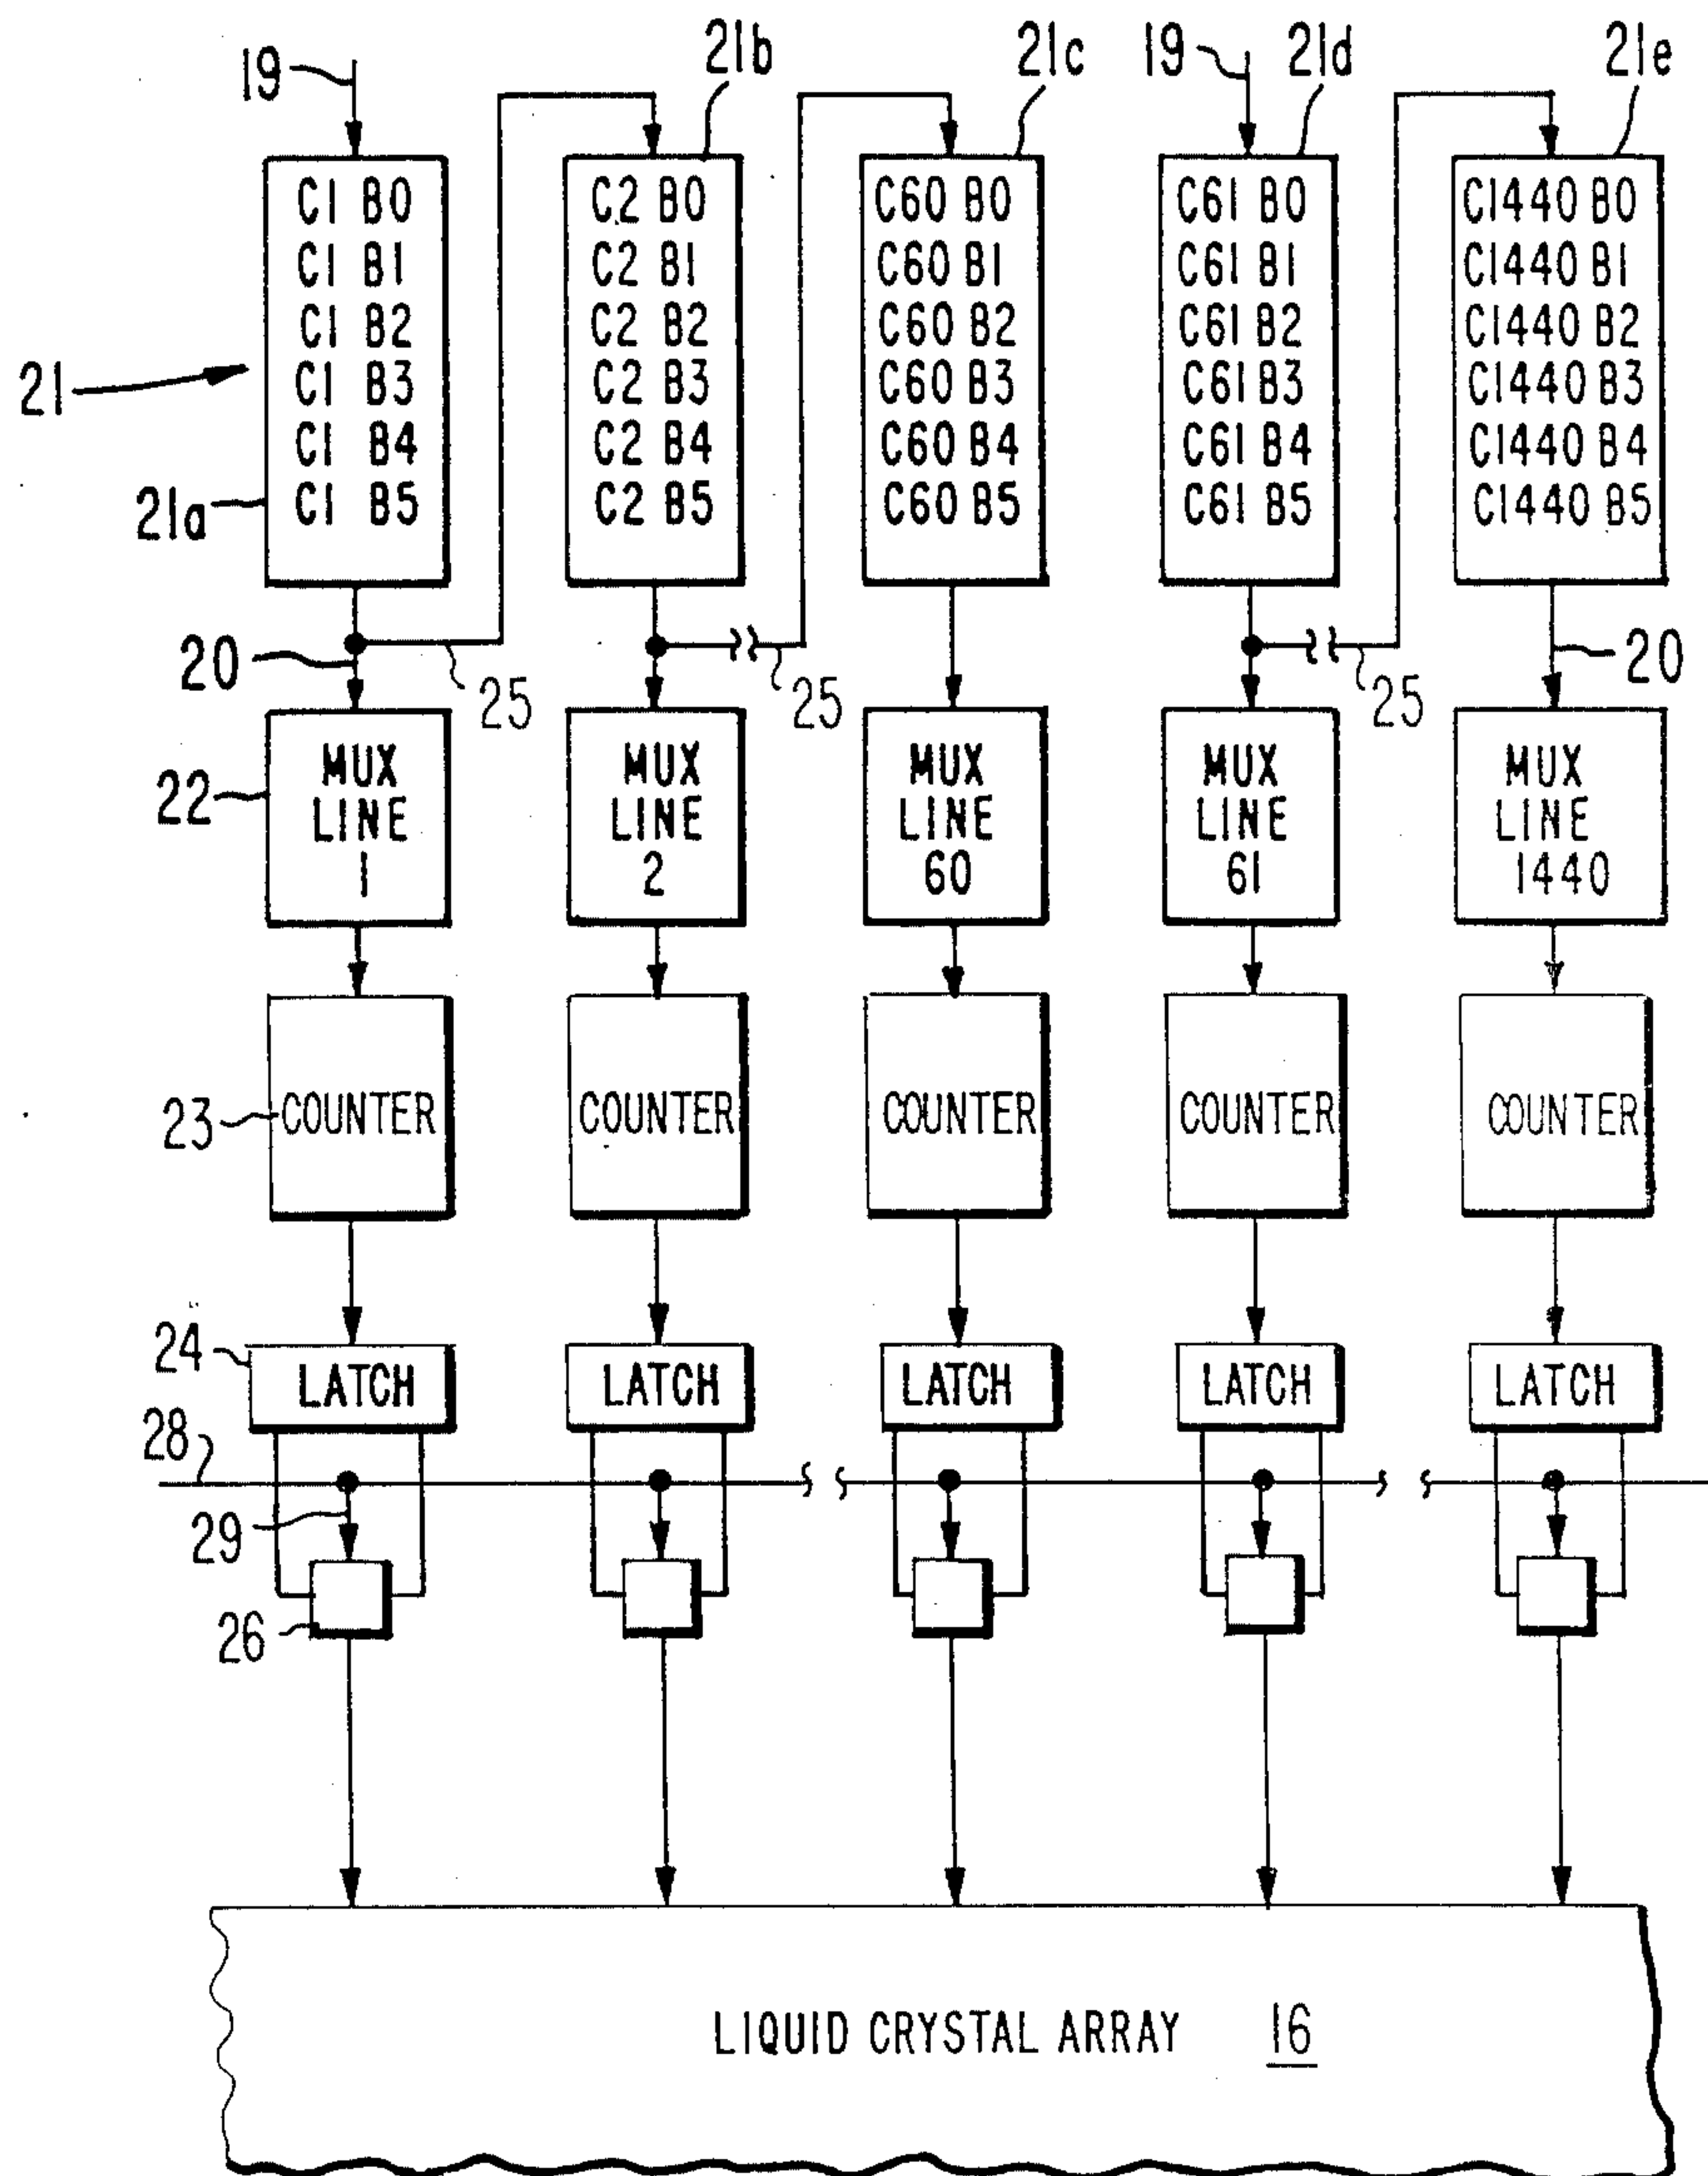 19 21b 21c 19 21d 21e
C1 B0 C2 B0 C60 B0 C61 B0 C1440 B0
C1 B1 C2 B1 C60 B1 C61 B1 C1440 B1
C1 B2 C2 B2 C60 B2 C61 B2 C1440 B2
C1 B3 C2 B3 C60 B3 C61 B3 C1440 B3
21
C1 B4 C2 B4 C60 B4 C61 B4 C1440 B4
21a C1 B5 C2 B5 C60 B5 C61 B5 C1440 B5
20 25 25 25 20
MUX MUX MUX MUX MUX
22 LINE LINE LINE LINE LINE
1 2 60 61 1440
23 COUNTER COUNTER COUNTER COUNTER COUNTER
24 LATCH LATCH LATCH LATCH LATCH
28
29
26
LIQUID CRYSTAL ARRAY 16